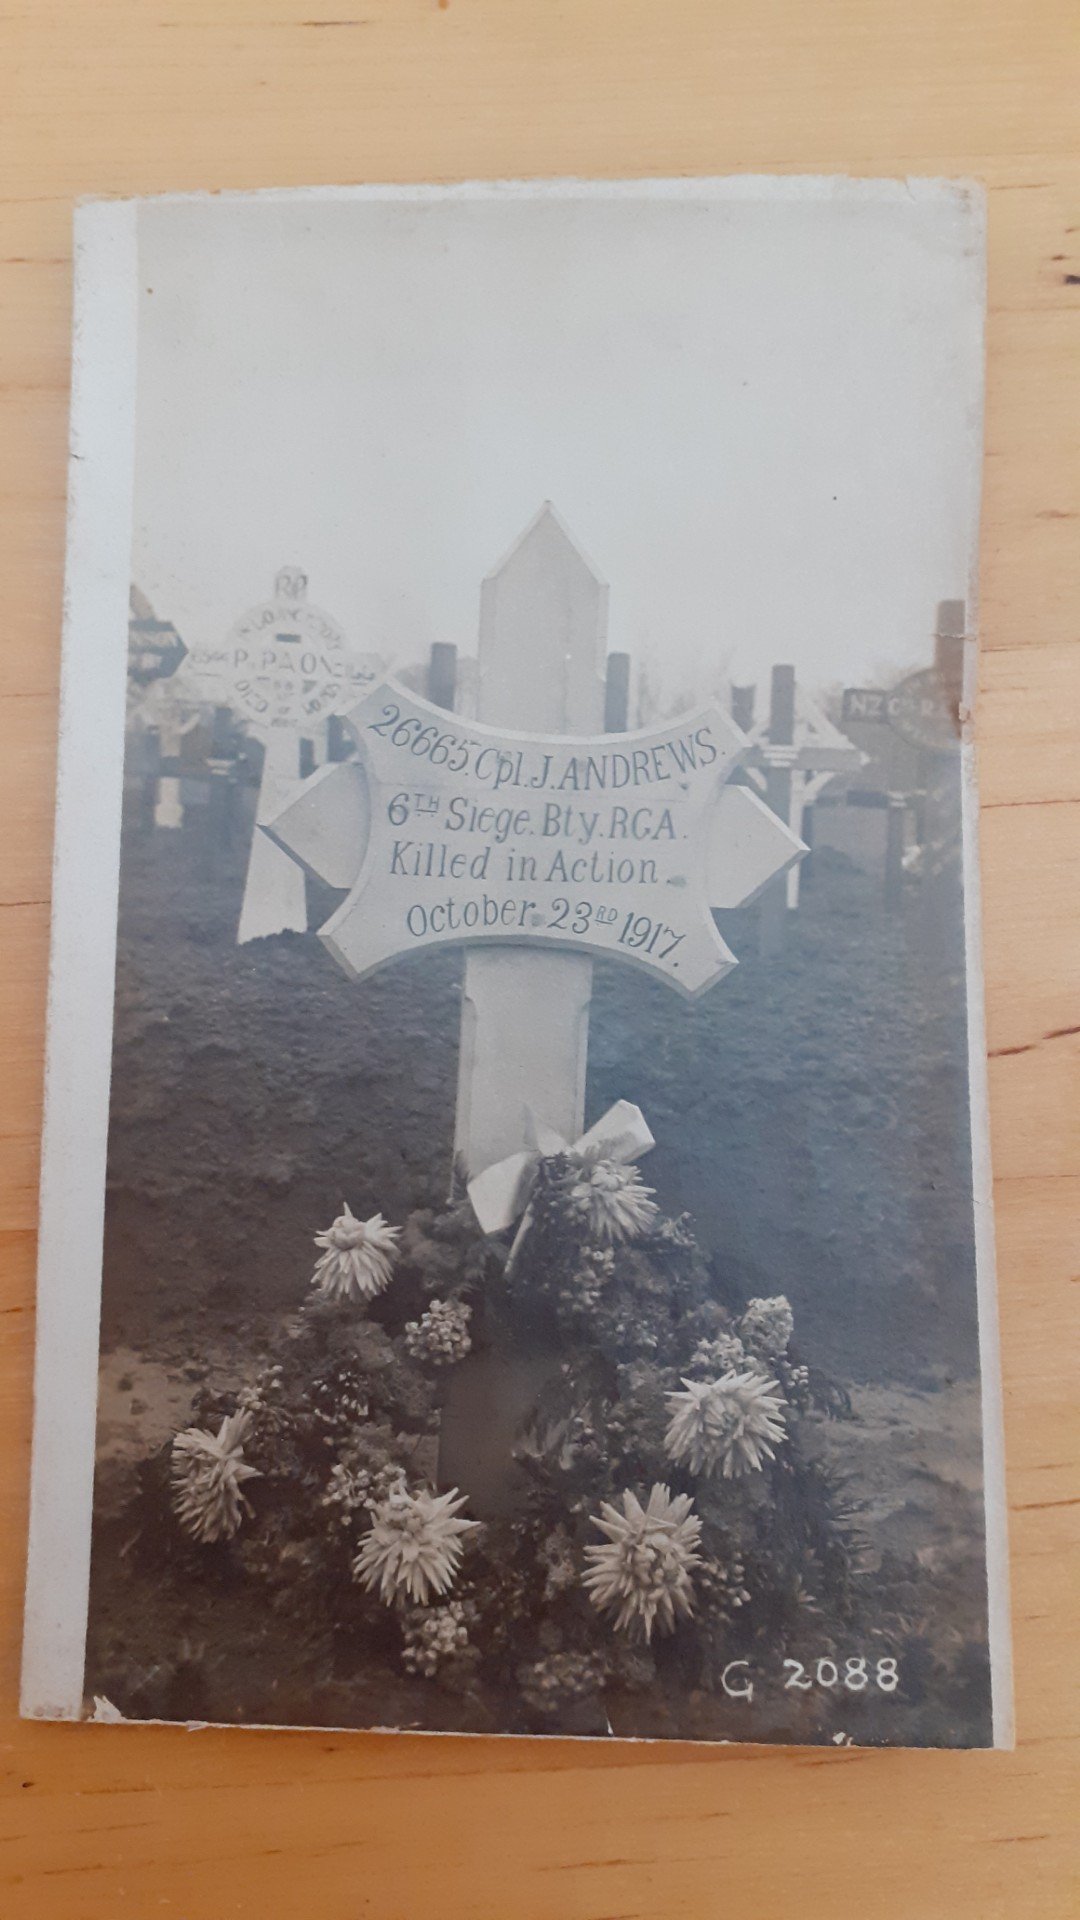 26665. Cpl. J. ANDREWS.
6TH Siege. Bty. RGA.
Killed in Action.
October. 23RD 1917.
G 2088